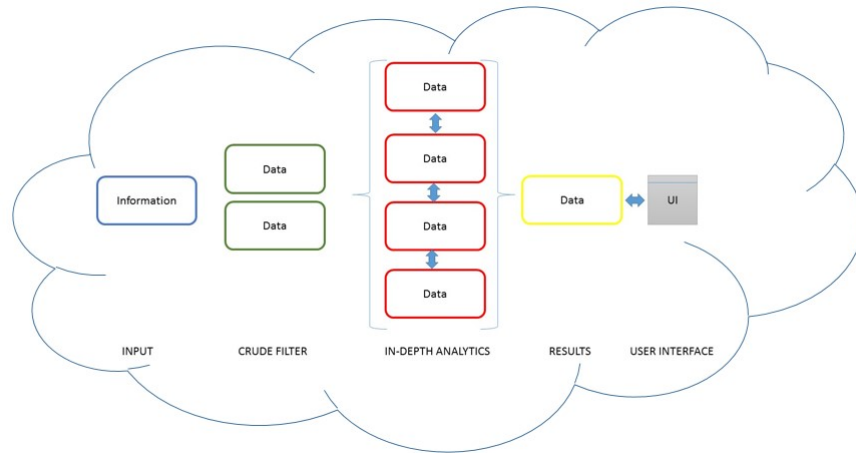 Data
Data
Data
Data
Data
Data
Information
Data
UI
INPUT
CRUDE FILTER
IN-DEPTH ANALYTICS
RESULTS
USER INTERFACE